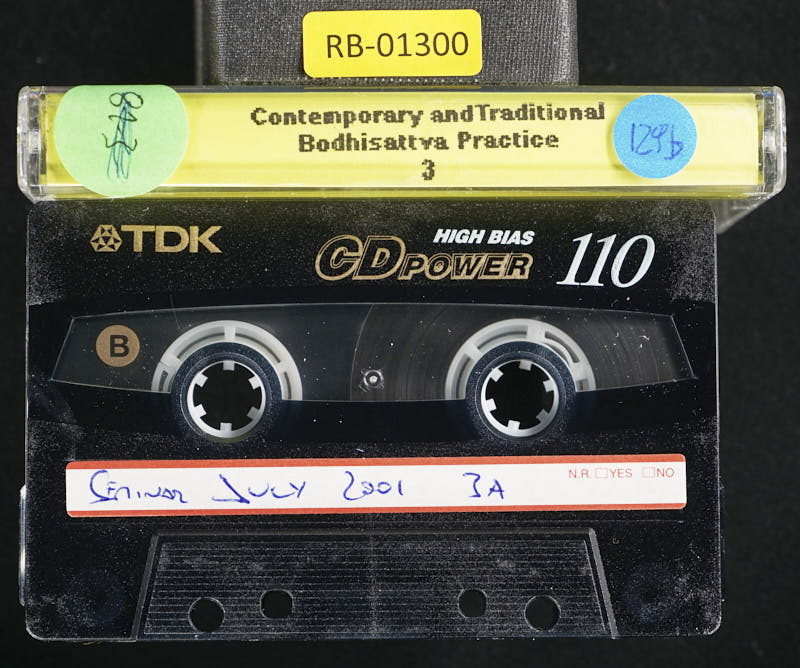 RB-01300
Contemporary and Traditional
Bodhisattva Practice
3
129b
TDK
HIGH BIAS
CD POWER
110
B
SEMINAR JULY 2001 3A
N.R. YES NO